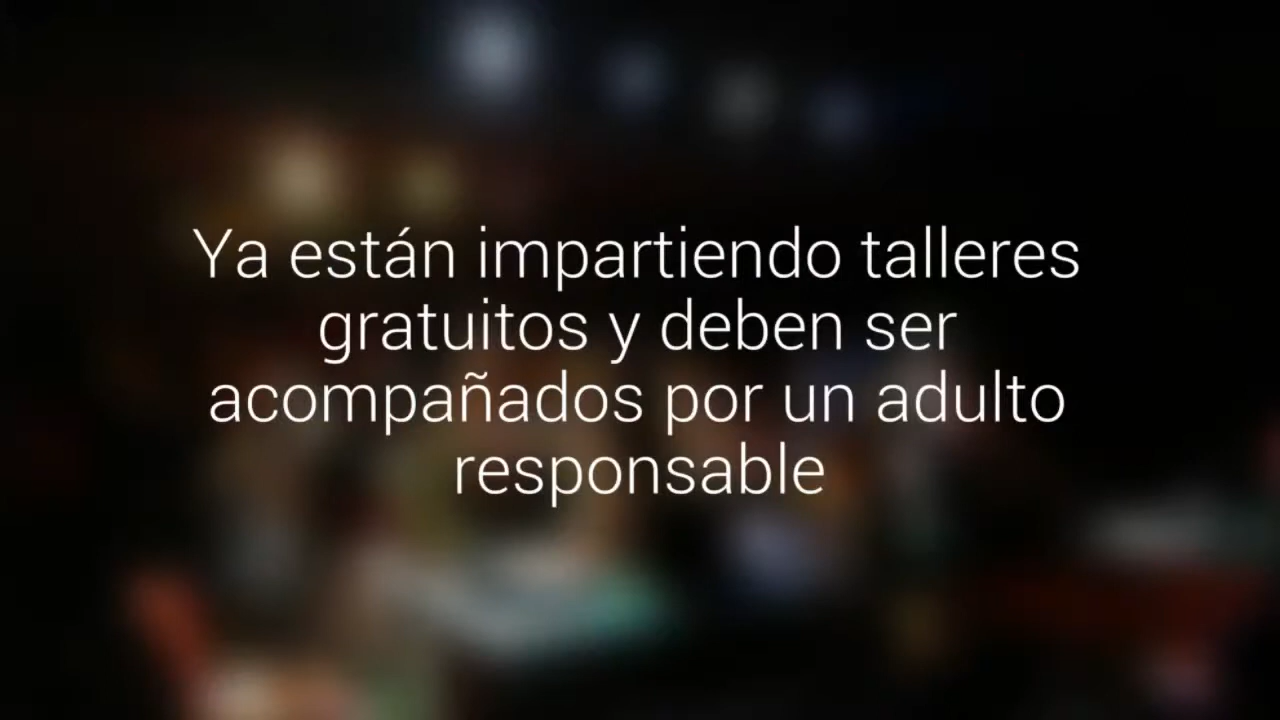 Ya están impartiendo talleres
gratuitos y deben ser
acompañados por un adulto
responsable